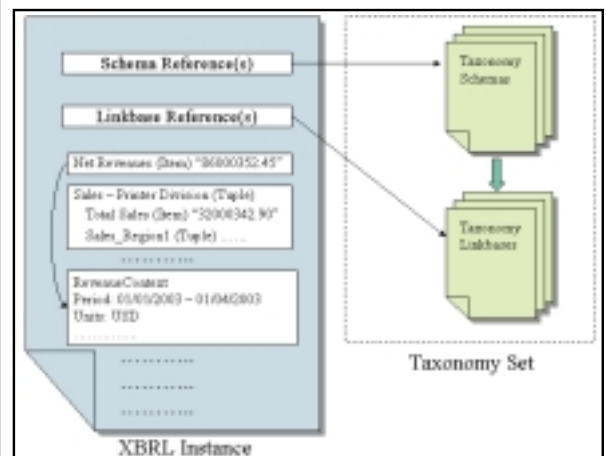 Schema Reference(s)
Linkbase Reference(s)
Net Revenues (Item) "86000352.45"
Sales – Printer Division (Tuple)
Total Sales (Item) "32000342.90"
Sales_Region1 (Tuple) ......
............
RevenueContext
Period: 01/01/2003 – 01/04/2003
Units: USD
............
............
............
............
XBRL Instance
Taxonomy
Schemas
Taxonomy
Linkbases
Taxonomy Set